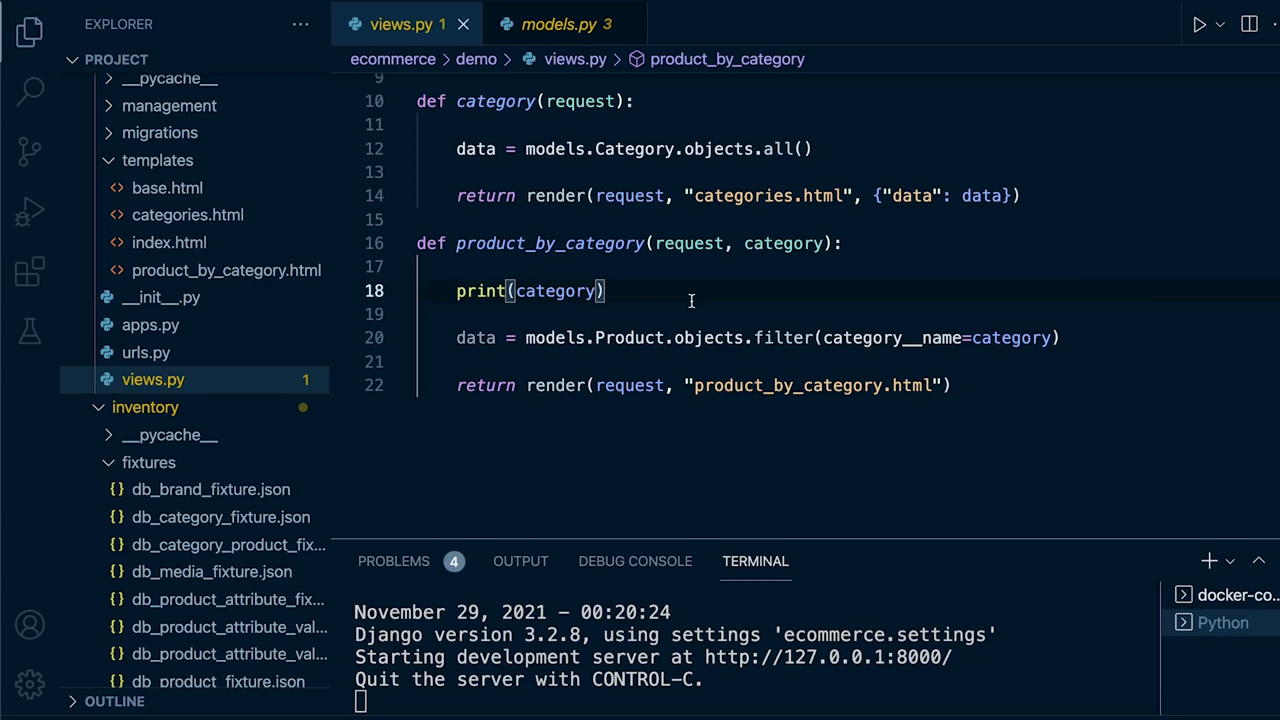 EXPLORER
PROJECT
__pycache__
management
migrations
templates
base.html
categories.html
index.html
product_by_category.html
__init__.py
apps.py
urls.py
views.py 1
inventory
__pycache__
fixtures
db_brand_fixture.json
db_category_fixture.json
db_category_product_fix...
db_media_fixture.json
db_product_attribute_fix...
db_product_attribute_val...
db_product_attribute_val...
db_product_fixture.json
OUTLINE
views.py 1
models.py 3
ecommerce > demo > views.py > product_by_category
9
10 def category(request):
11
12 data = models.Category.objects.all()
13
14 return render(request, "categories.html", {"data": data})
15
16 def product_by_category(request, category):
17
18 print(category)
19
20 data = models.Product.objects.filter(category__name=category)
21
22 return render(request, "product_by_category.html")
PROBLEMS 4 OUTPUT DEBUG CONSOLE TERMINAL
November 29, 2021 - 00:20:24
Django version 3.2.8, using settings 'ecommerce.settings'
Starting development server at http://127.0.0.1:8000/
Quit the server with CONTROL-C.
docker-co...
Python